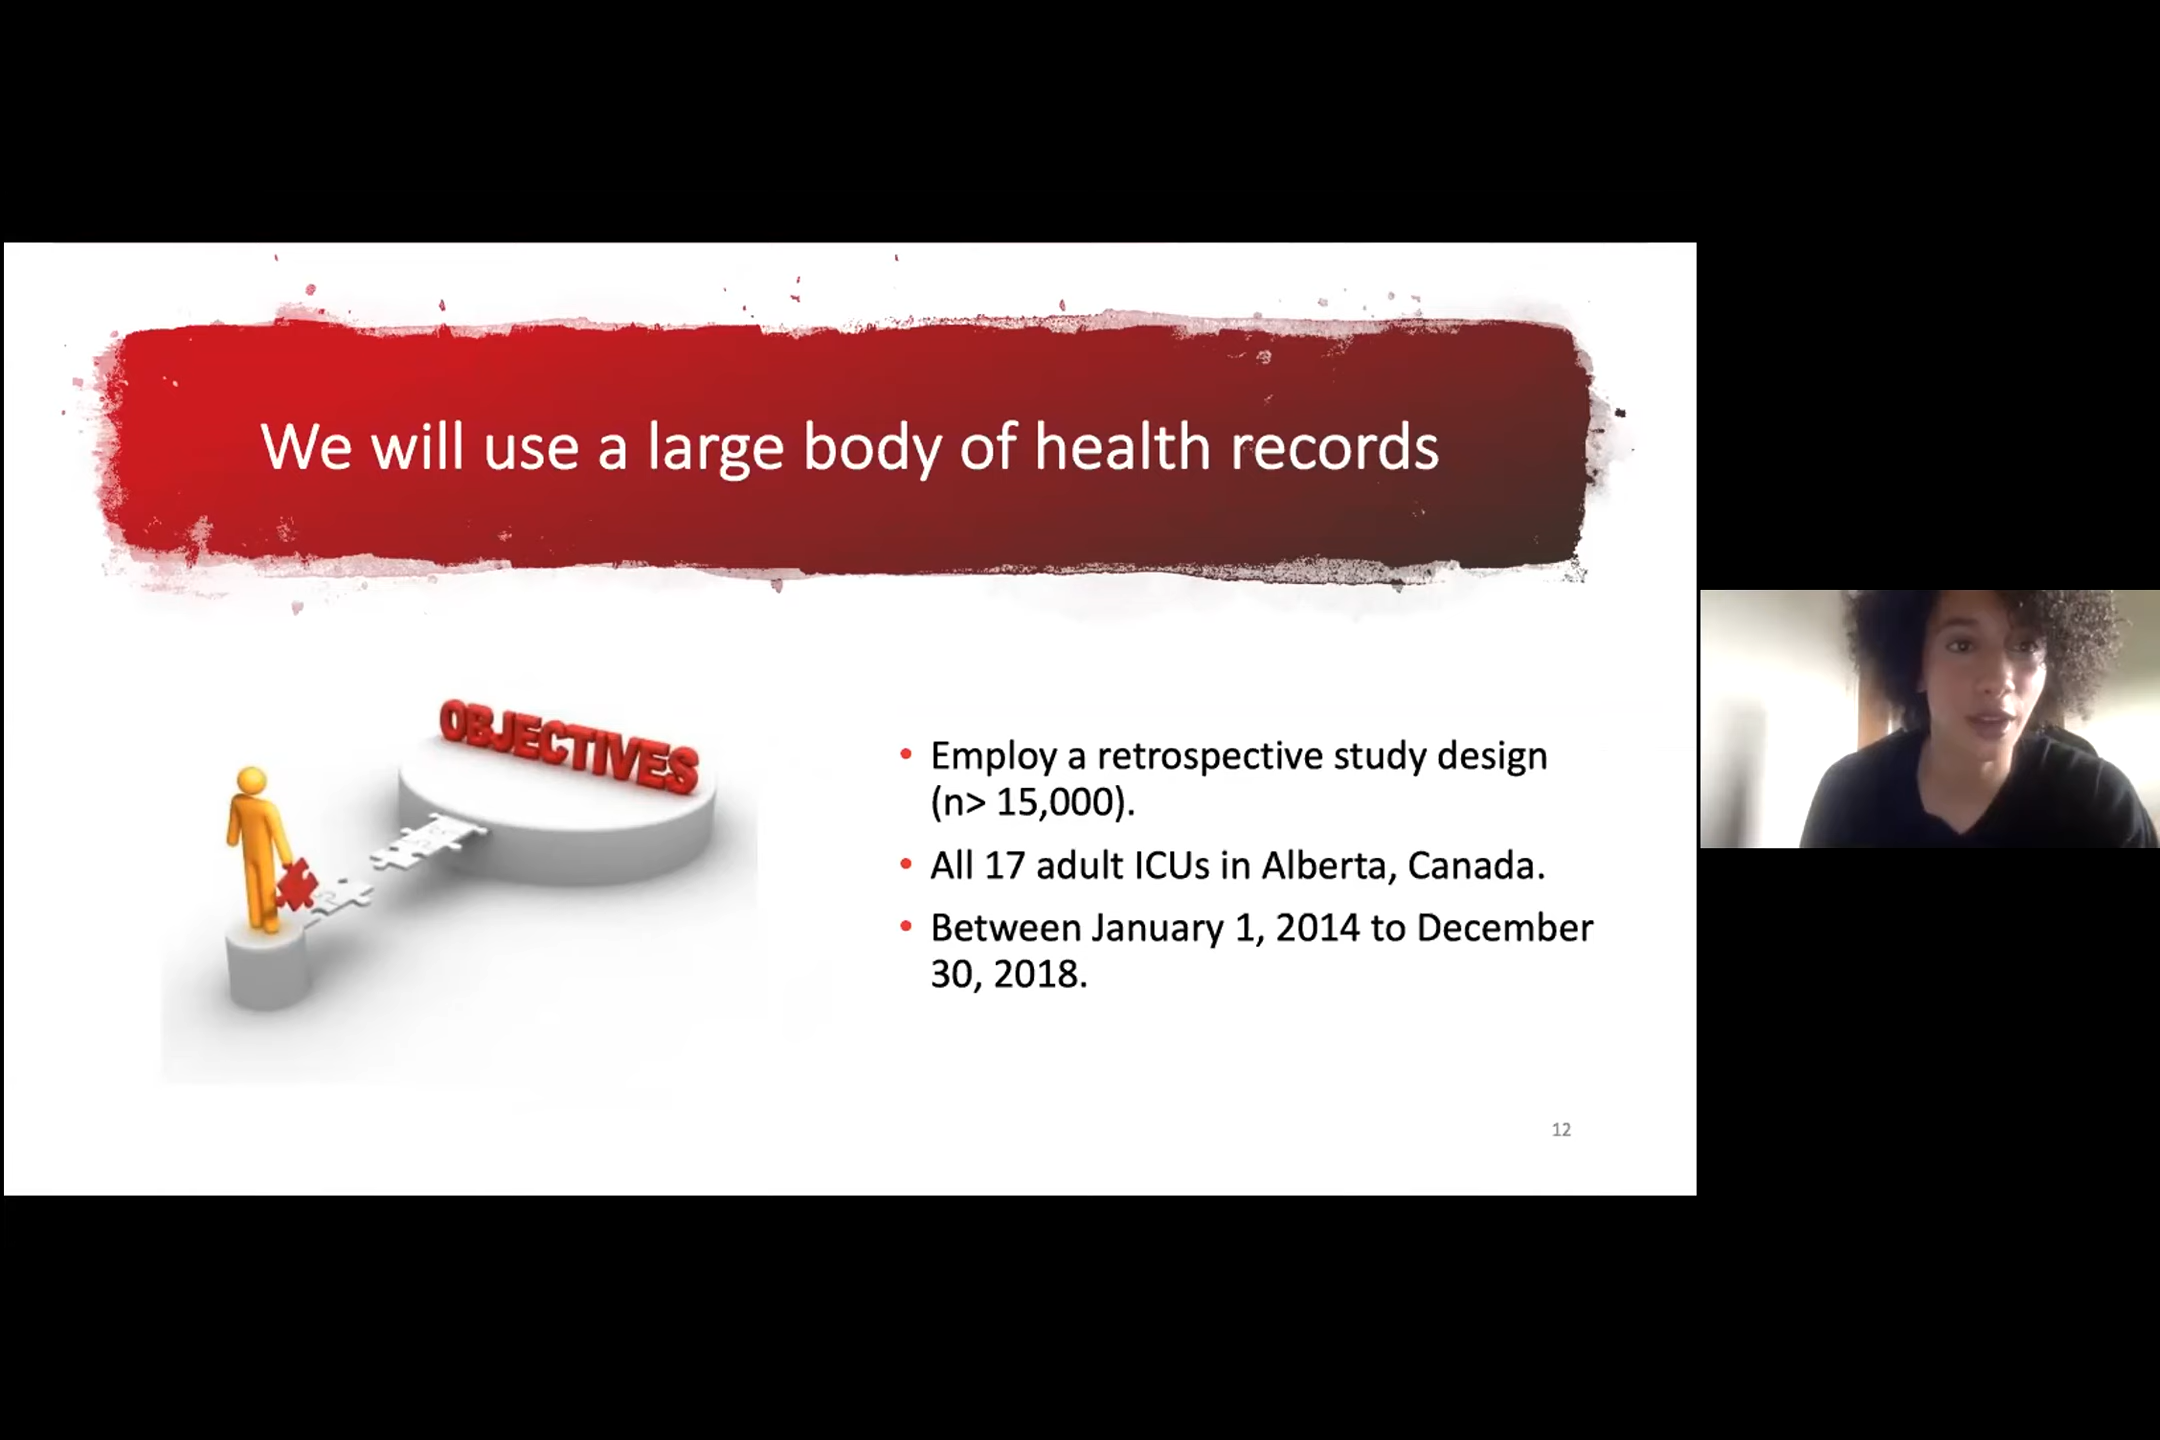 We will use a large body of health records
OBJECTIVES
• Employ a retrospective study design
(n> 15,000).
• All 17 adult ICUs in Alberta, Canada.
• Between January 1, 2014 to December
30, 2018.
12